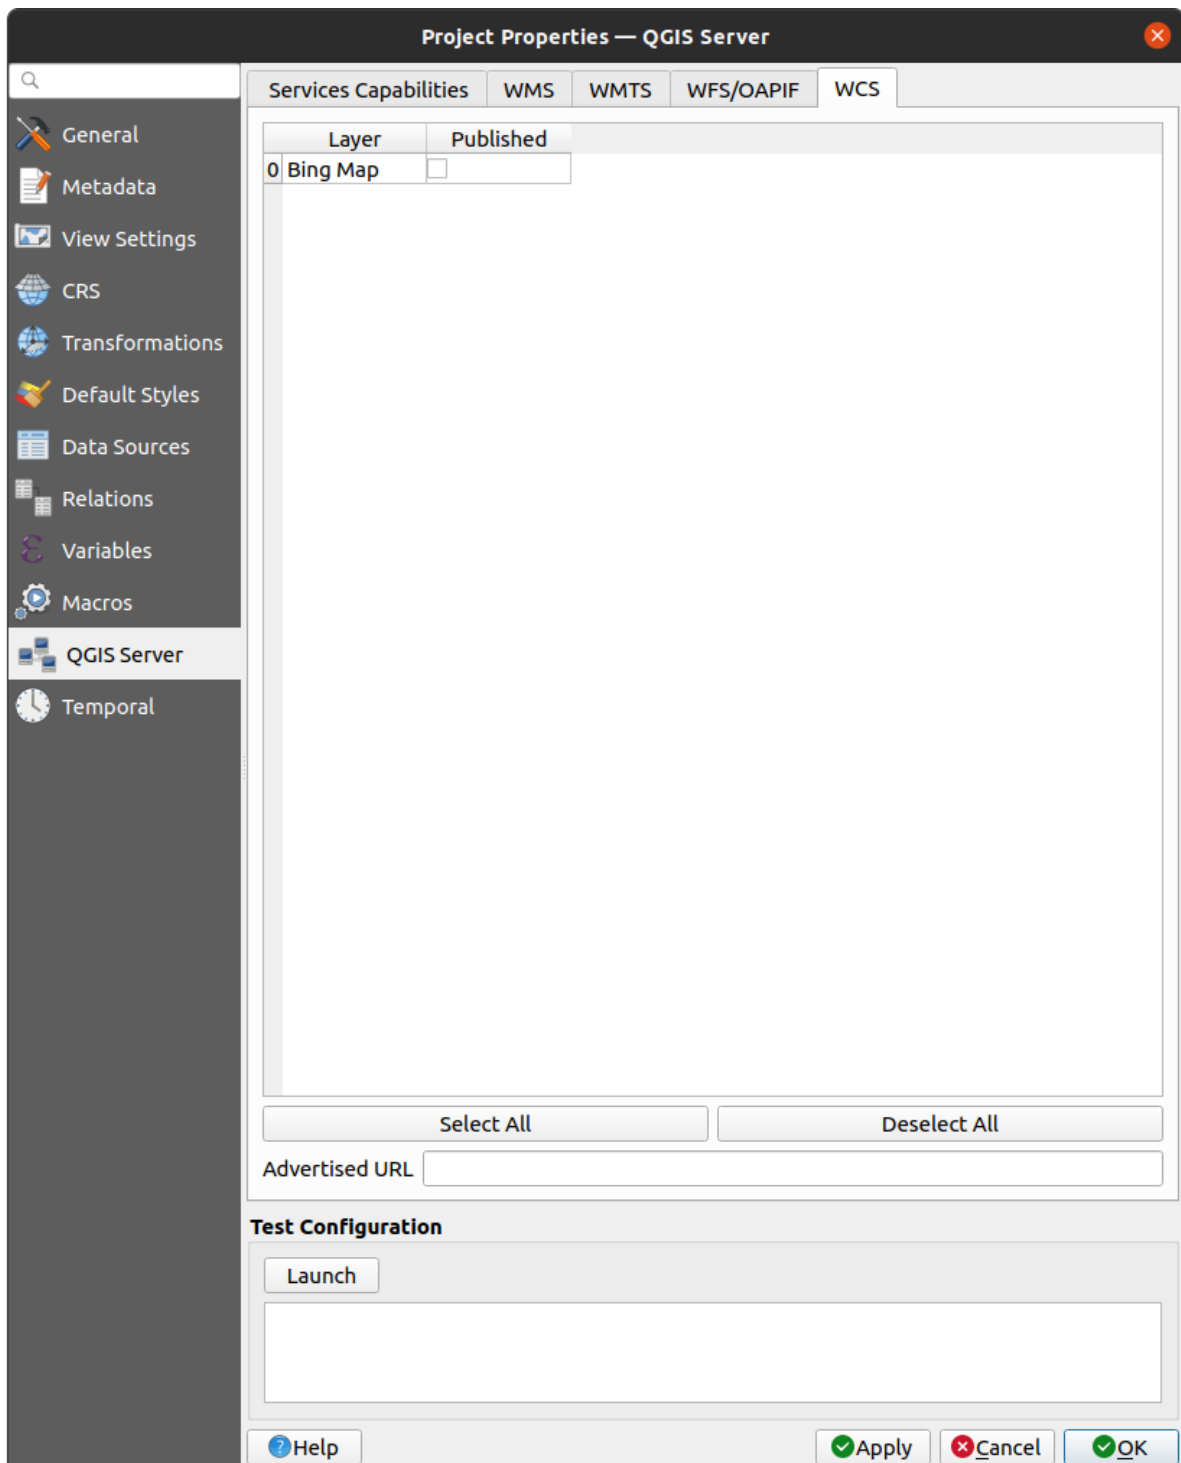 Project Properties — QGIS Server
Services Capabilities WMS WMTS WFS/OAPIF WCS
General
Metadata
View Settings
CRS
Transformations
Default Styles
Data Sources
Relations
Variables
Macros
QGIS Server
Temporal
Layer Published
0 Bing Map
Select All Deselect All
Advertised URL
Test Configuration
Launch
Help Apply Cancel OK